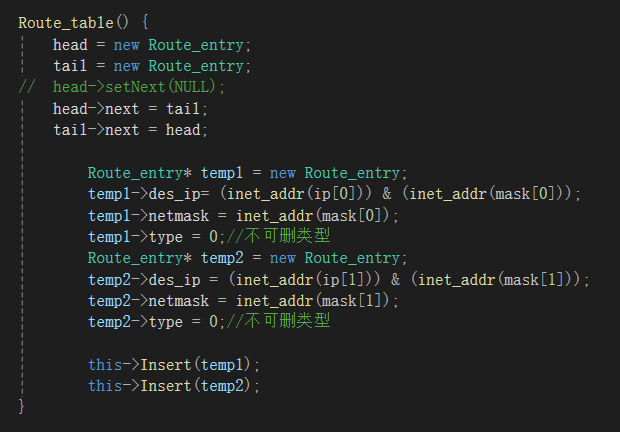 Route_table() {
head = new Route_entry;
tail = new Route_entry;
// head->setNext(NULL);
head->next = tail;
tail->next = head;
Route_entry* temp1 = new Route_entry;
temp1->des_ip= (inet_addr(ip[0])) & (inet_addr(mask[0]));
temp1->netmask = inet_addr(mask[0]);
temp1->type = 0;//不可删类型
Route_entry* temp2 = new Route_entry;
temp2->des_ip = (inet_addr(ip[1])) & (inet_addr(mask[1]));
temp2->netmask = inet_addr(mask[1]);
temp2->type = 0;//不可删类型
this->Insert(temp1);
this->Insert(temp2);
}